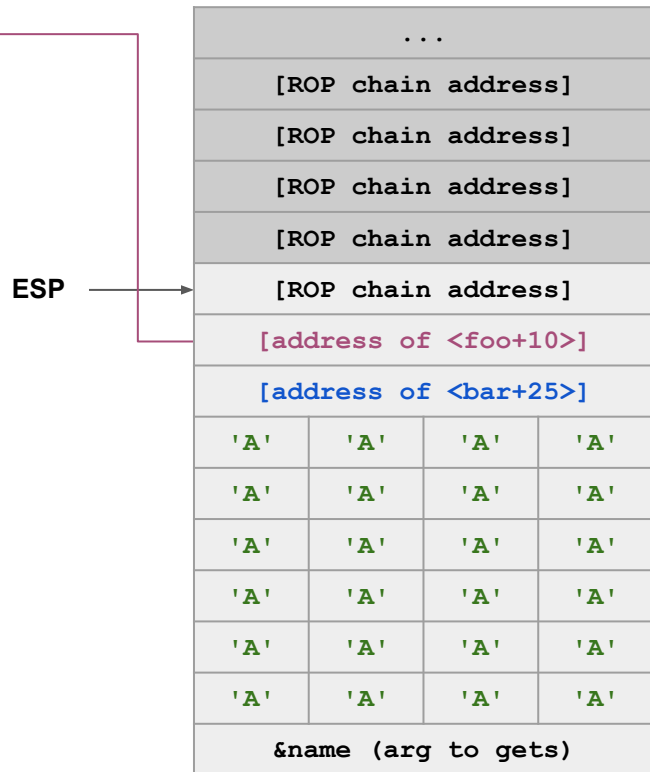 ...
[ROP chain address]
[ROP chain address]
[ROP chain address]
[ROP chain address]
ESP [ROP chain address]
[address of <foo+10>]
[address of <bar+25>]
'A' 'A' 'A' 'A'
'A' 'A' 'A' 'A'
'A' 'A' 'A' 'A'
'A' 'A' 'A' 'A'
'A' 'A' 'A' 'A'
'A' 'A' 'A' 'A'
&name (arg to gets)